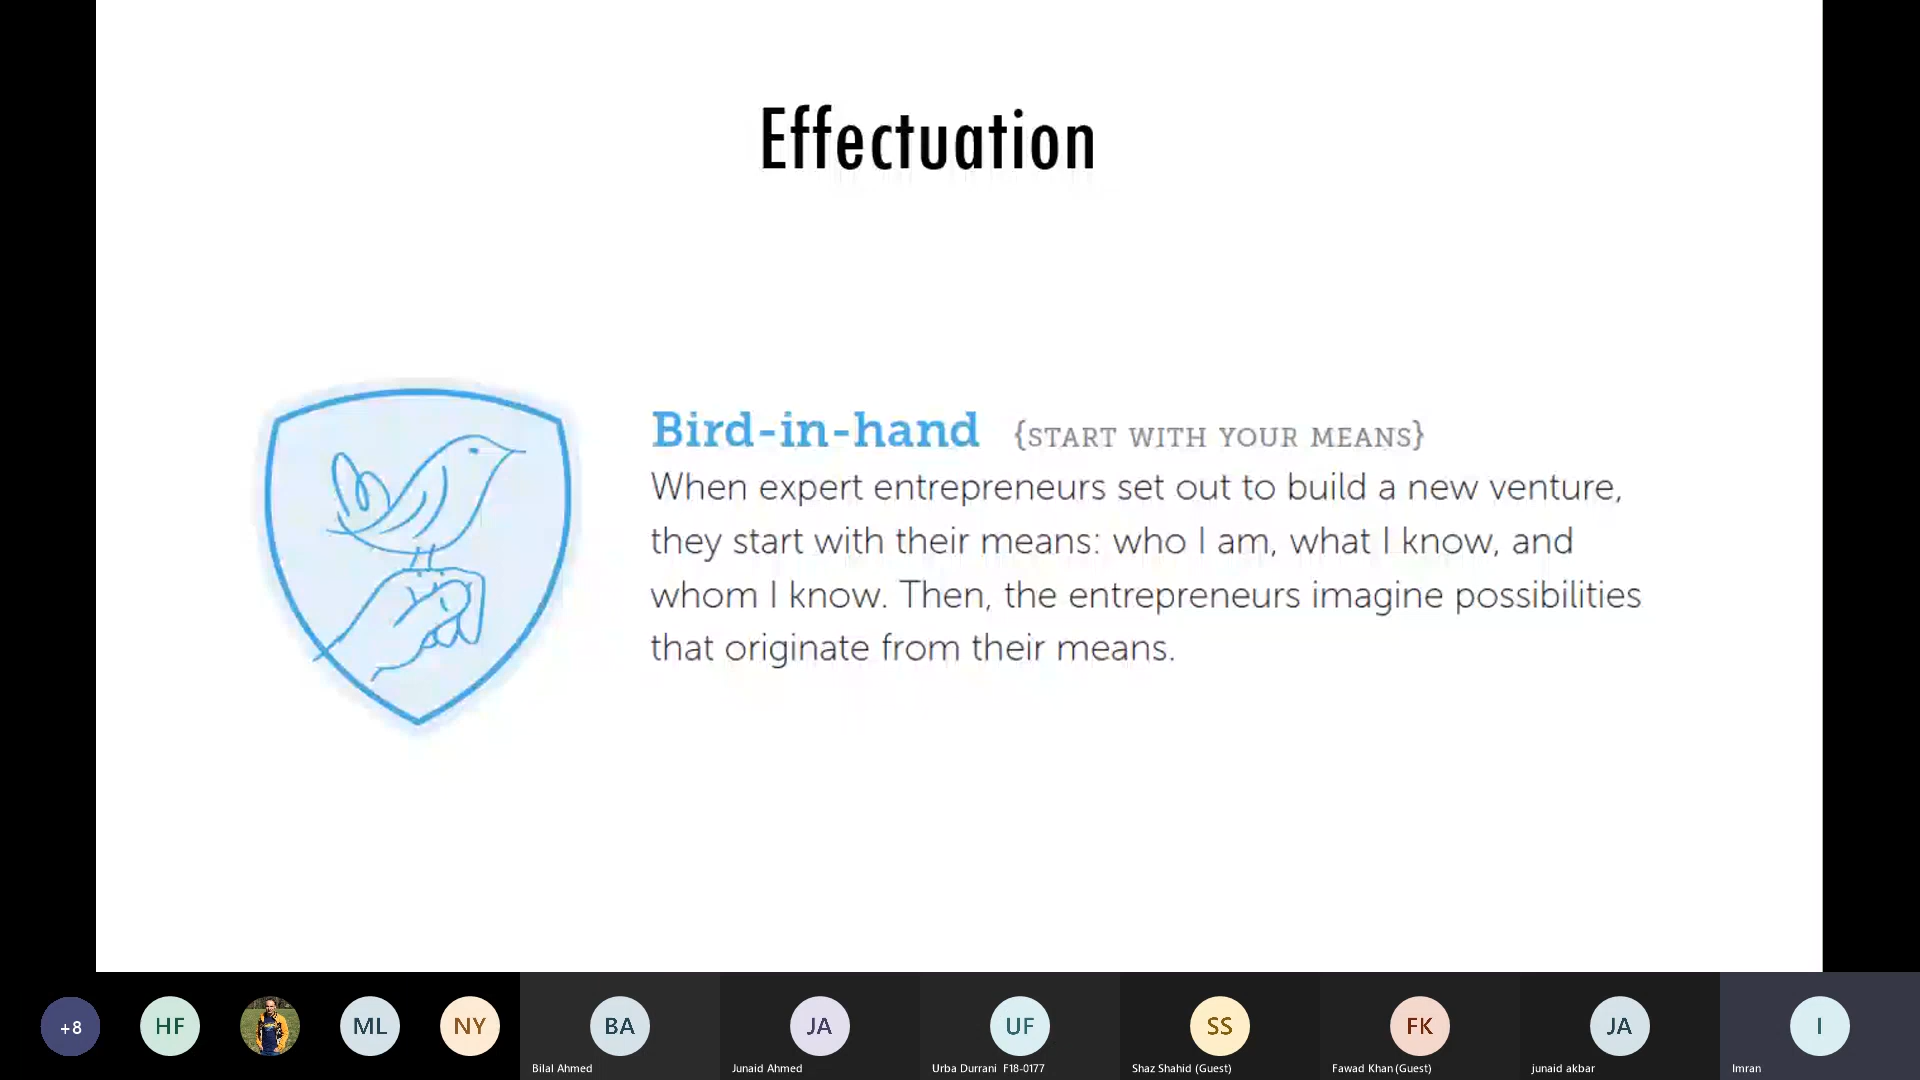 Effectuation
Bird-in-hand {START WITH YOUR MEANS}
When expert entrepreneurs set out to build a new venture,
they start with their means: who I am, what I know, and
whom I know. Then, the entrepreneurs imagine possibilities
that originate from their means.
+8
HF
ML
NY
BA
Bilal Ahmed
JA
Junaid Ahmed
UF
Urba Durrani F18-0177
SS
Shaz Shahid (Guest)
FK
Fawad Khan (Guest)
JA
junaid akbar
I
Imran